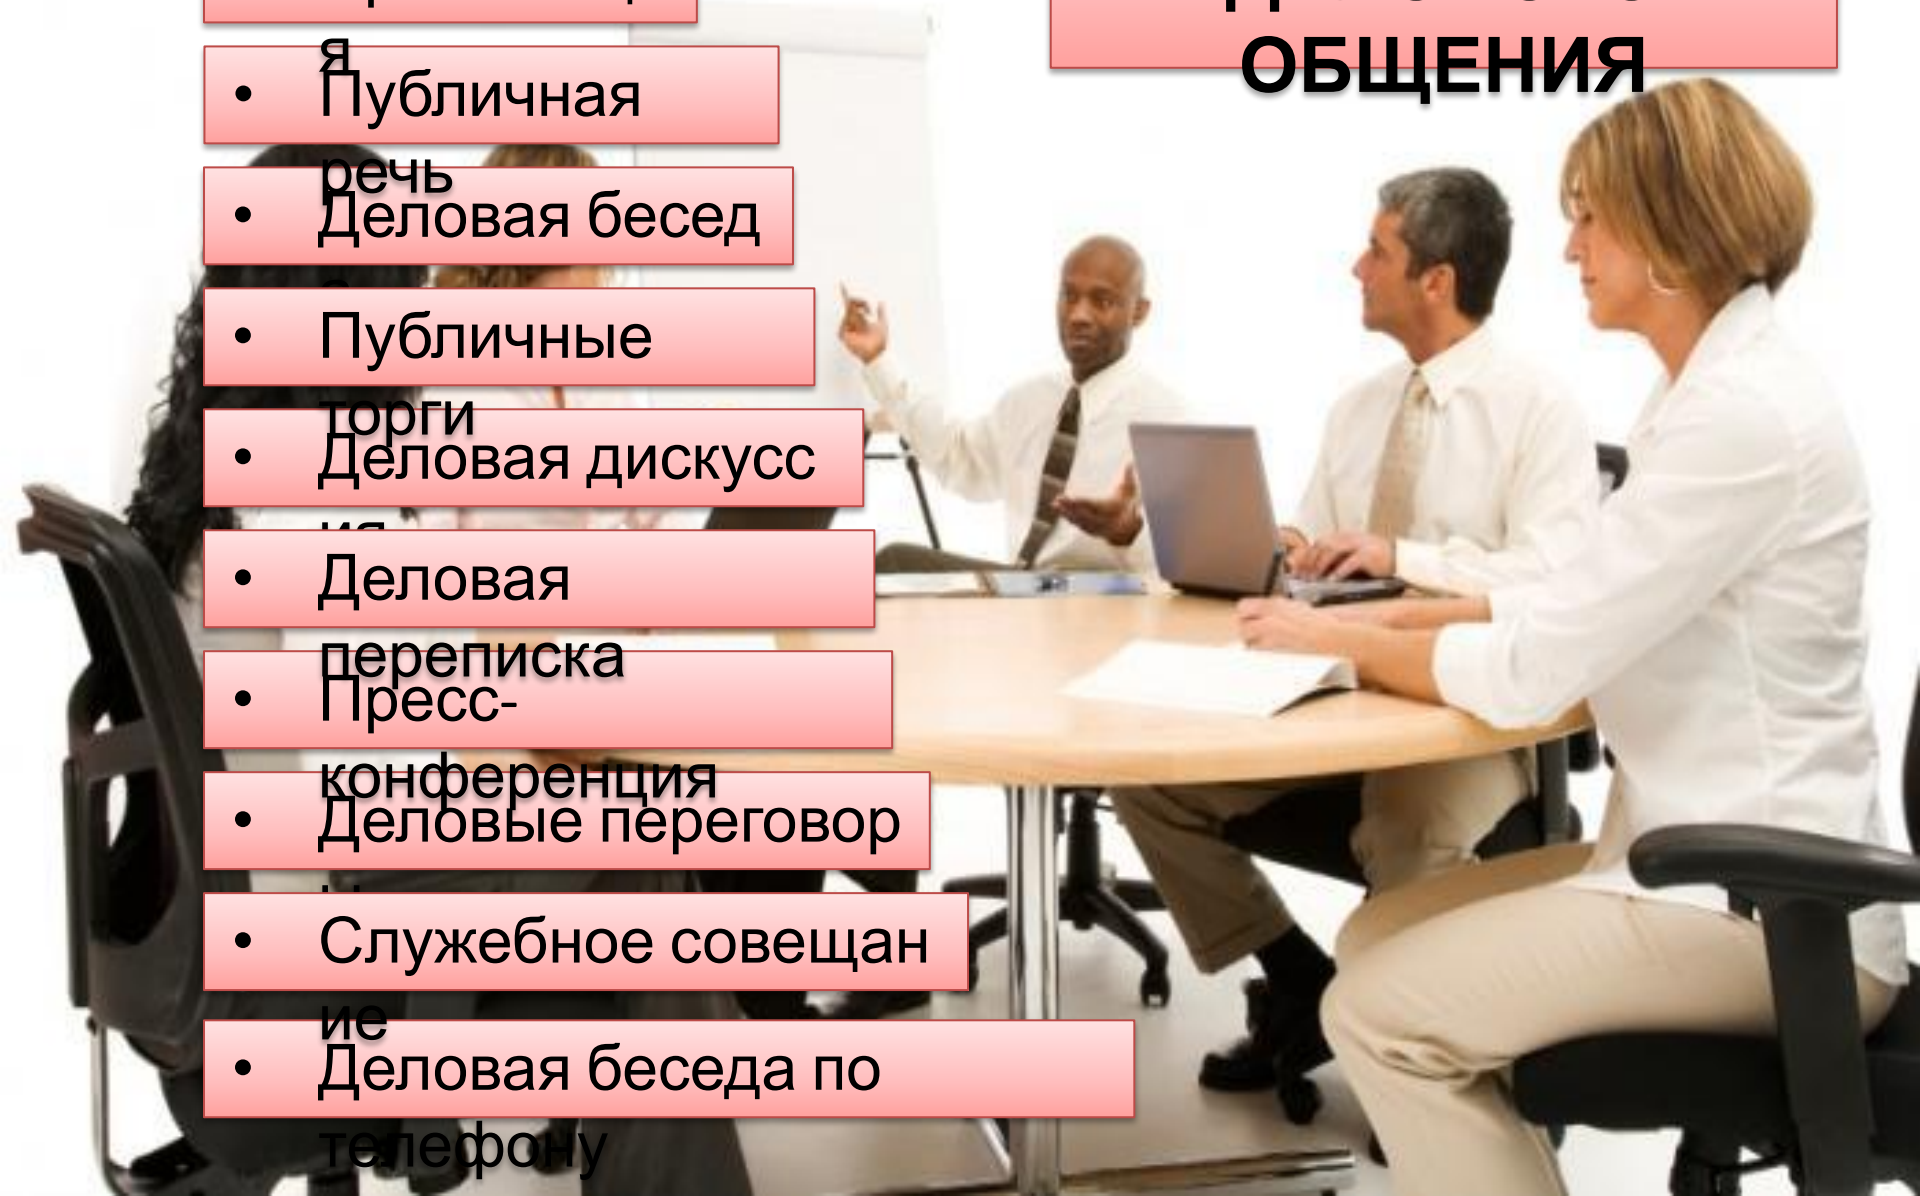 ОБЩЕНИЯ
я
• Публичная
речь
• Деловая бесед
• Публичные
торги
• Деловая дискусс
ия
• Деловая
переписка
• Пресс-
конференция
• Деловые переговор
• Служебное совещан
ие
• Деловая беседа по
телефону